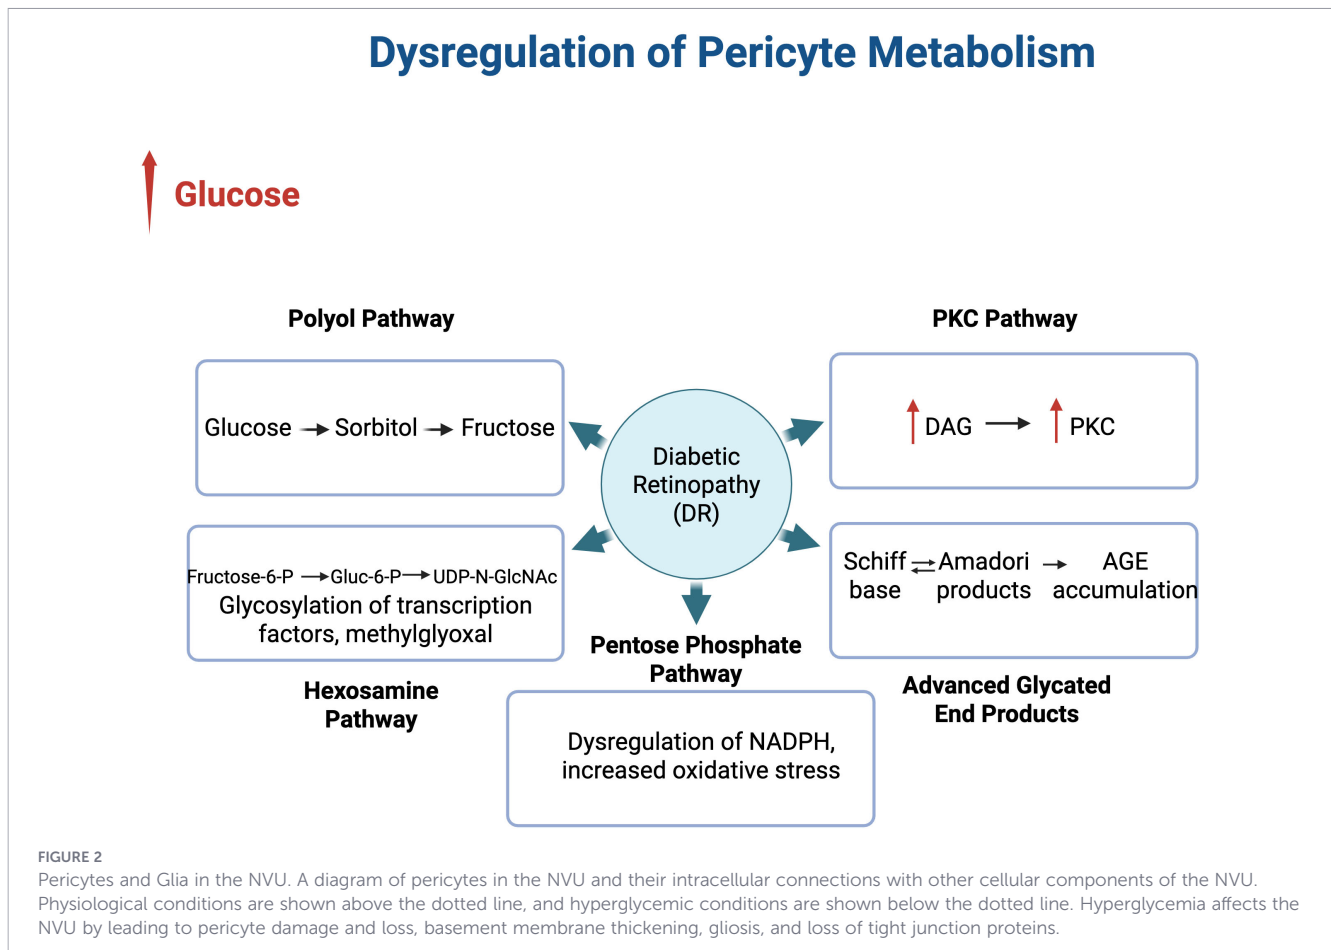 Dysregulation of Pericyte Metabolism
Glucose
Polyol Pathway
Glucose → Sorbitol → Fructose
PKC Pathway
DAG → PKC
Diabetic
Retinopathy
(DR)
Fructose-6-P → Gluc-6-P → UDP-N-GlcNAc
Glycosylation of transcription
factors, methylglyoxal
Hexosamine
Pathway
Schiff ⇌ Amadori → AGE
base products accumulation
Advanced Glycated
End Products
Pentose Phosphate
Pathway
Dysregulation of NADPH,
increased oxidative stress
FIGURE 2
Pericytes and Glia in the NVU. A diagram of pericytes in the NVU and their intracellular connections with other cellular components of the NVU.
Physiological conditions are shown above the dotted line, and hyperglycemic conditions are shown below the dotted line. Hyperglycemia affects the
NVU by leading to pericyte damage and loss, basement membrane thickening, gliosis, and loss of tight junction proteins.